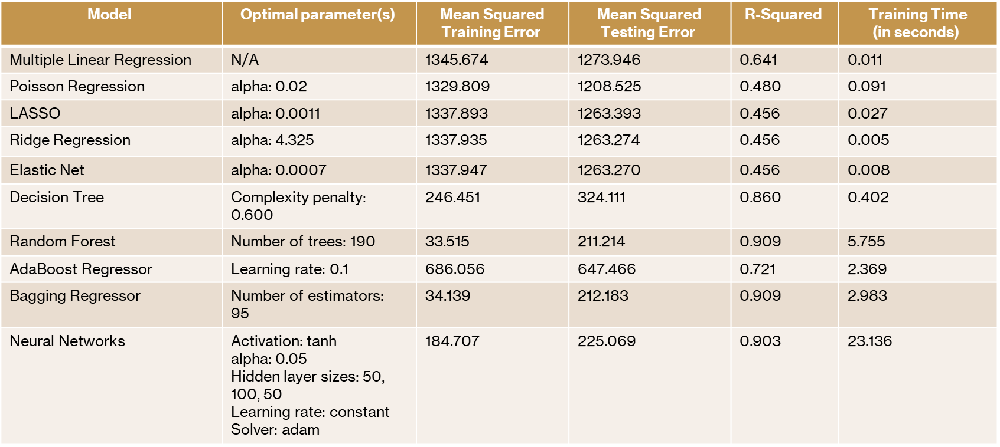 Model Optimal parameter(s) Mean Squared Training Error Mean Squared Testing Error R-Squared Training Time (in seconds)
Multiple Linear Regression N/A 1345.674 1273.946 0.641 0.011
Poisson Regression alpha: 0.02 1329.809 1208.525 0.480 0.091
LASSO alpha: 0.0011 1337.893 1263.393 0.456 0.027
Ridge Regression alpha: 4.325 1337.935 1263.274 0.456 0.005
Elastic Net alpha: 0.0007 1337.947 1263.270 0.456 0.008
Decision Tree Complexity penalty: 246.451 324.111 0.860 0.402
0.600
Random Forest Number of trees: 190 33.515 211.214 0.909 5.755
AdaBoost Regressor Learning rate: 0.1 686.056 647.466 0.721 2.369
Bagging Regressor Number of estimators: 34.139 212.183 0.909 2.983
95
Neural Networks Activation: tanh 184.707 225.069 0.903 23.136
alpha: 0.05
Hidden layer sizes: 50,
100, 50
Learning rate: constant
Solver: adam